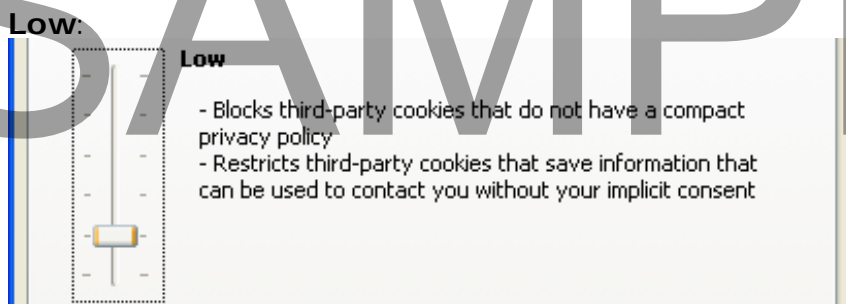 Low:
Low
- Blocks third-party cookies that do not have a compact
privacy policy
- Restricts third-party cookies that save information that
can be used to contact you without your implicit consent
SAMP